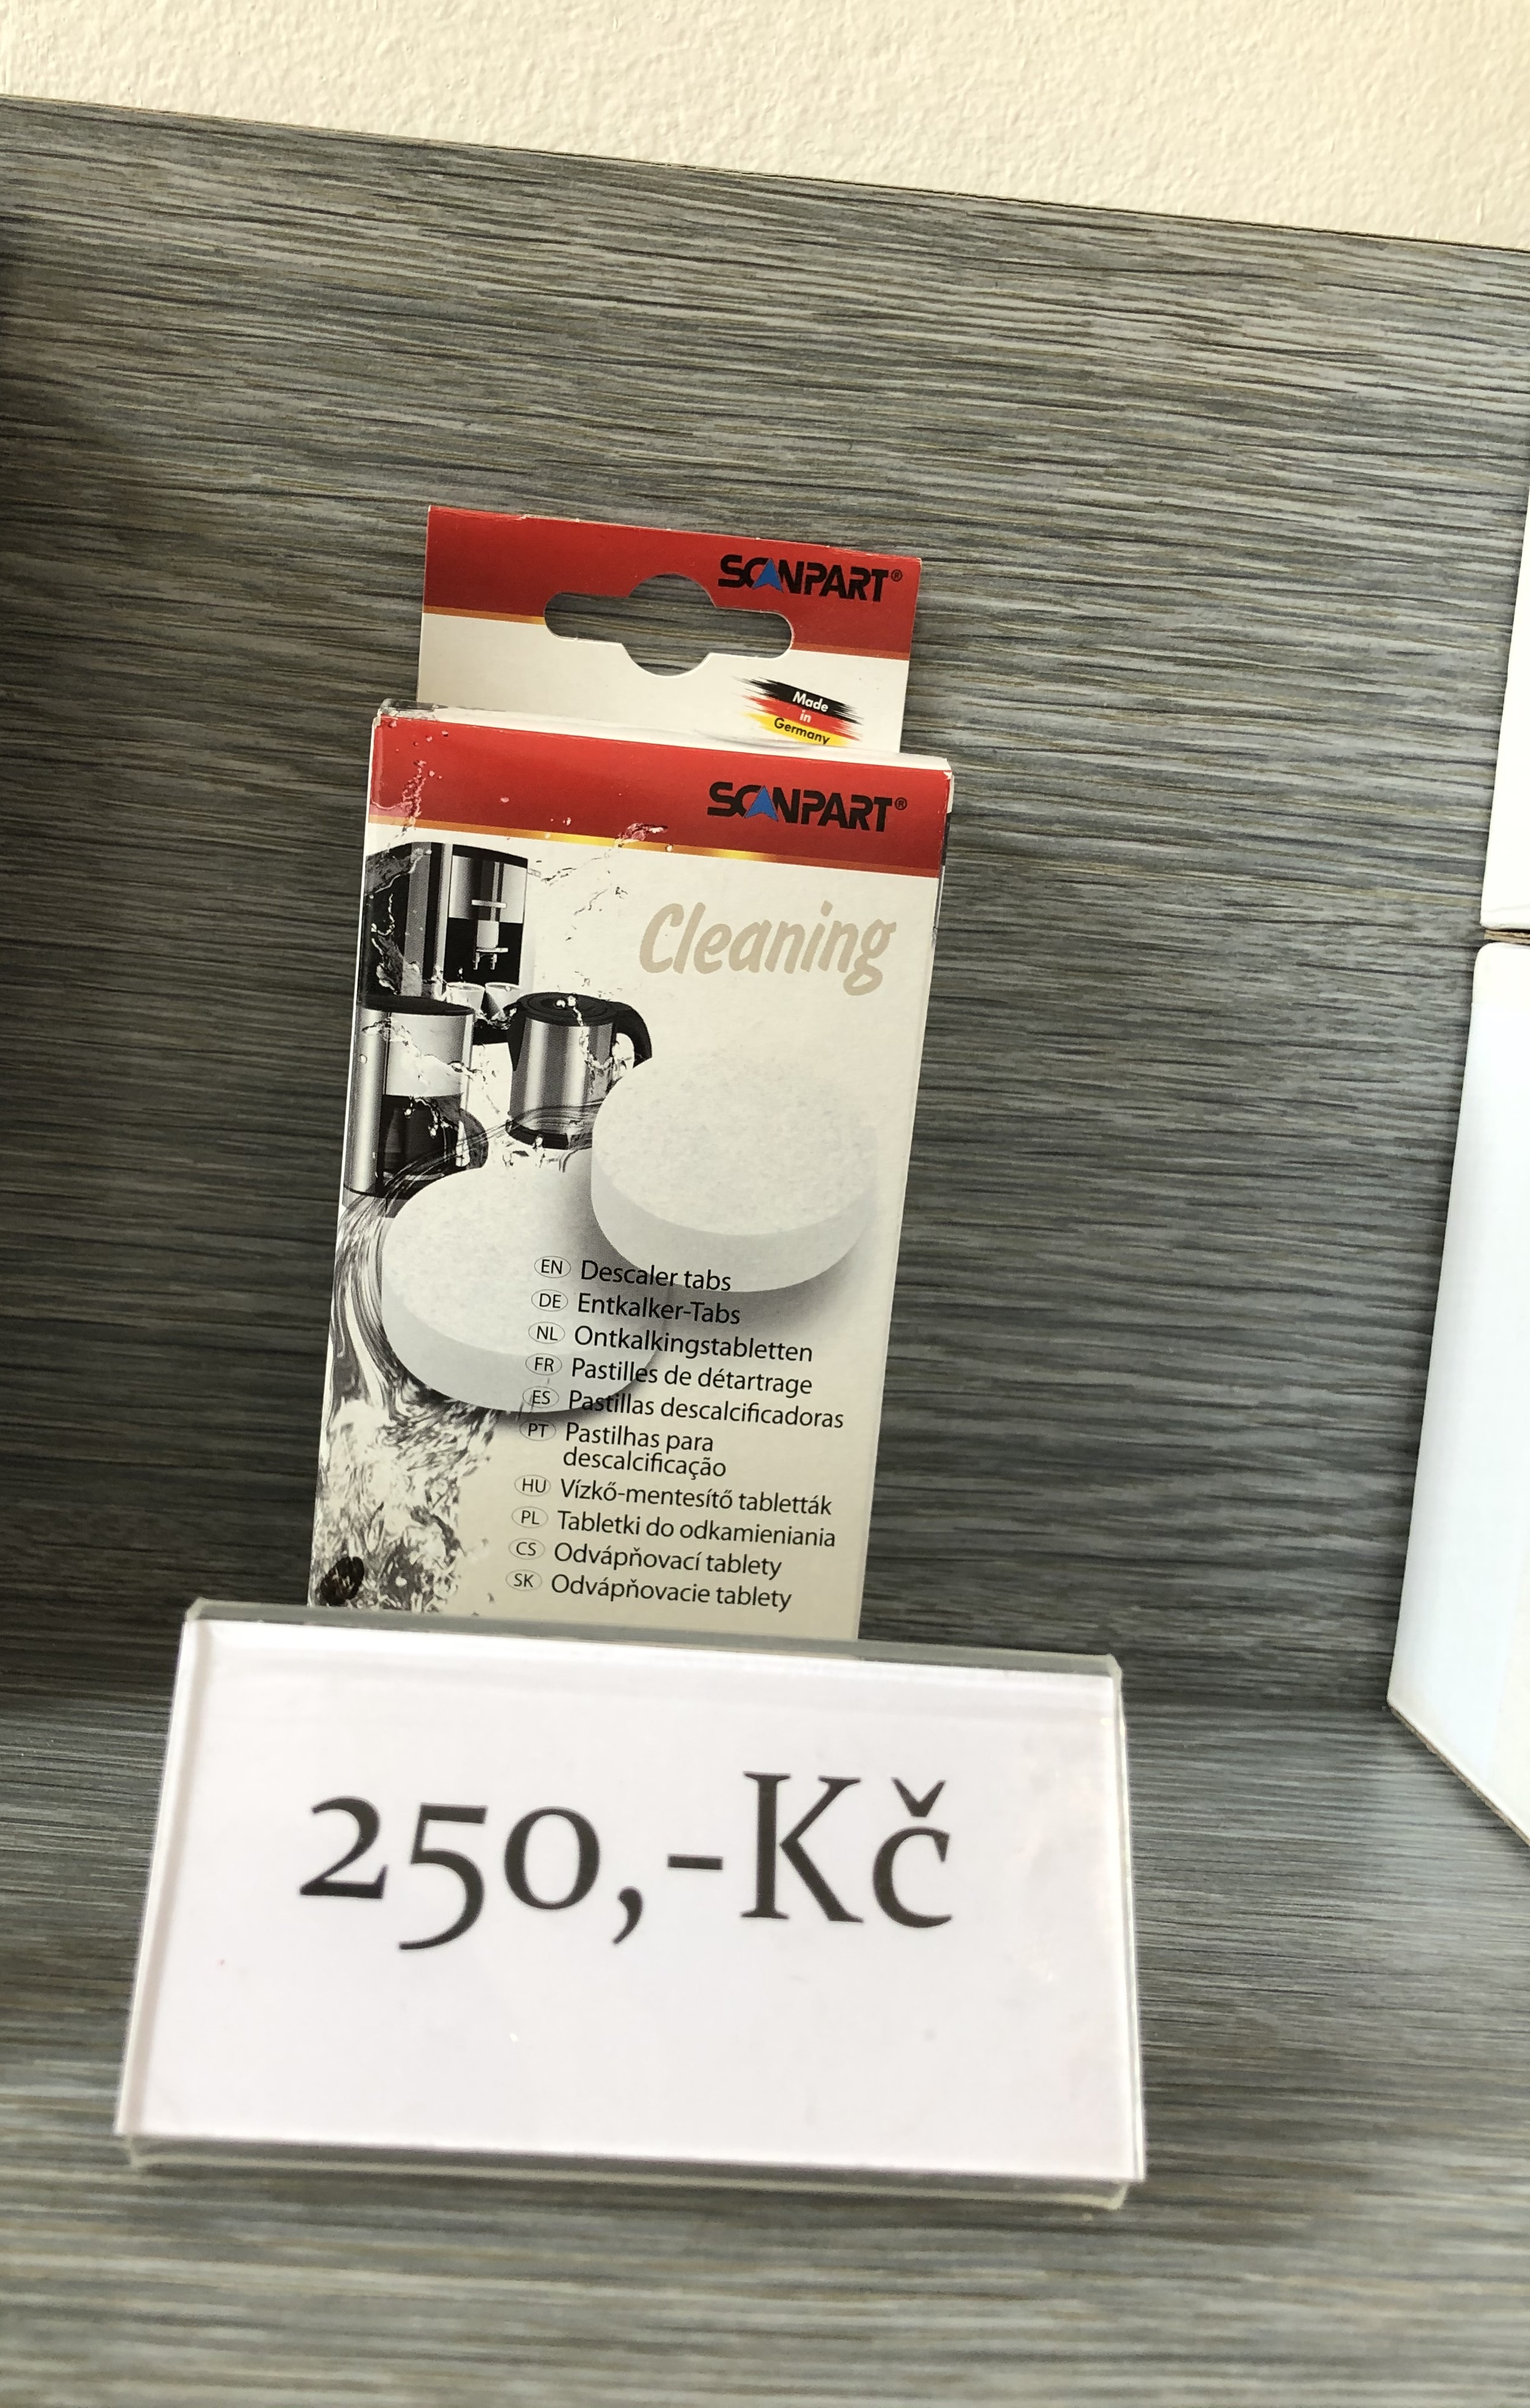 SCANPART®
Made
in
Germany
SCANPART®
Cleaning
EN Descaler tabs
DE Entkalker-Tabs
NL Ontkalkingstabletten
FR Pastilles de détartrage
ES Pastillas descalcificadoras
PT Pastilhas para
descalcificação
HU Vízkő-mentesítő tabletták
PL Tabletki do odkamieniania
CS Odvápňovací tablety
SK Odvápňovacie tablety
250,-Kč